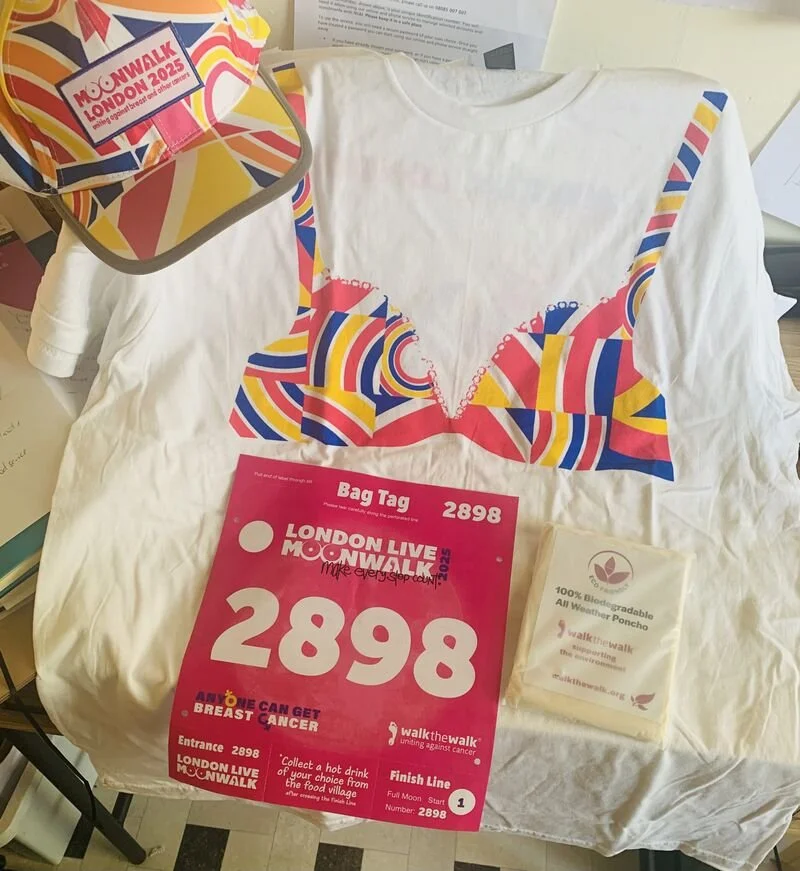 MOONWALK
LONDON 2025
uniting against breast and other cancers
Bag Tag
2898
LONDON LIVE
MOONWALK
2025
make every step count!
2898
ANYONE CAN GET
BREAST CANCER
walkthewalk
uniting against cancer
Entrance 2898
LONDON LIVE
MOONWALK
*Collect a hot drink
of your choice from
the food village
after crossing the Finish Line
Finish Line
Full Moon Start
1
Number: 2898
ECO-FRIENDLY
100% Biodegradable
All Weather Poncho
walkthewalk
supporting
the environment
walkthewalk.org